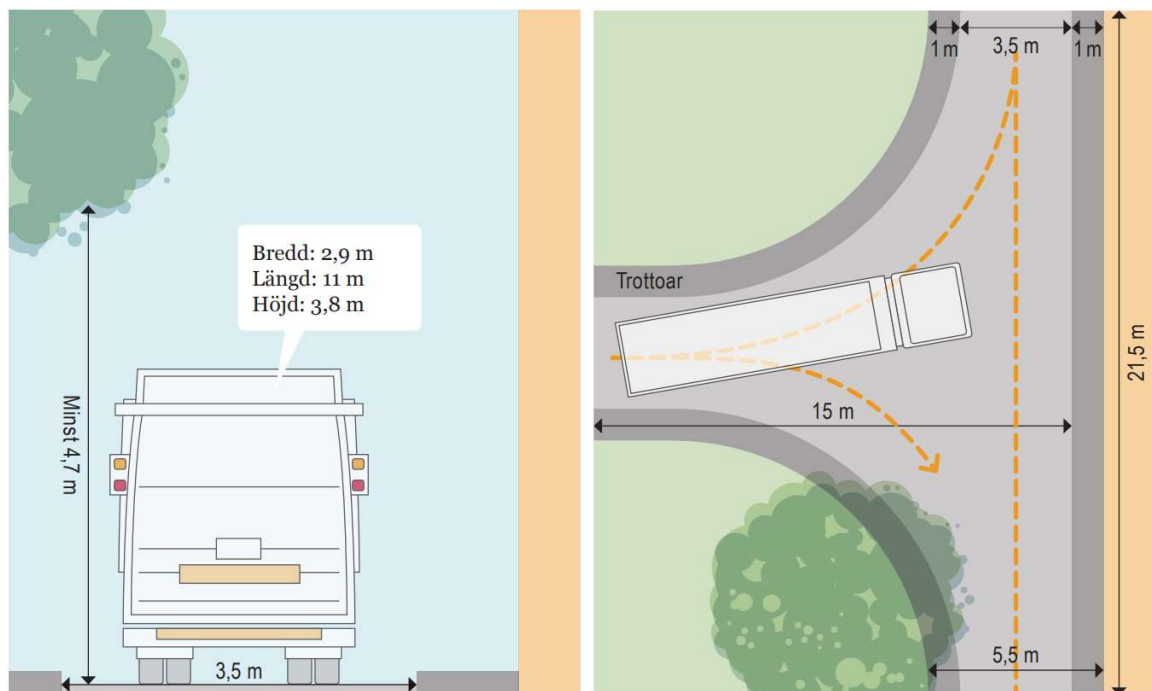 Bredd: 2,9 m
Längd: 11 m
Höjd: 3,8 m
Minst 4,7 m
3,5 m
1 m
3,5 m
1 m
Trottoar
21,5 m
15 m
5,5 m